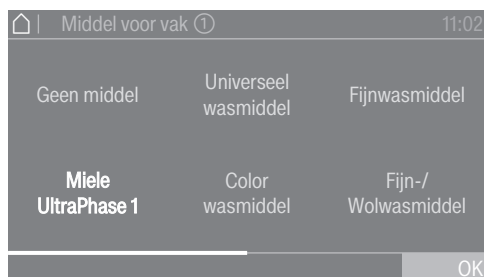 Middel voor vak ① 11:02
Geen middel
Universeel
wasmiddel
Fijnwasmiddel
Miele
UltraPhase 1
Color
wasmiddel
Fijn-/
Wolwasmiddel
OK